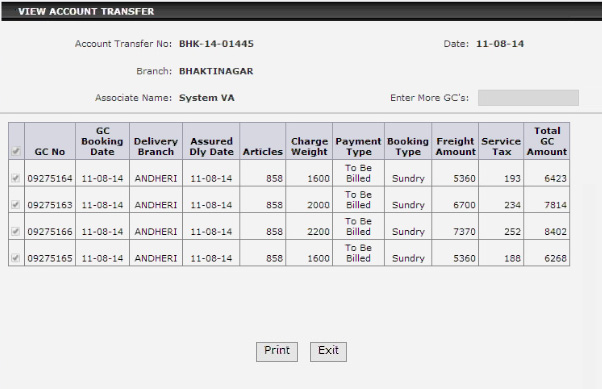 VIEW ACCOUNT TRANSFER
Account Transfer No: BHK-14-01445 Date: 11-08-14
Branch: BHAKTINAGAR
Associate Name: System VA Enter More GC's:
GC No GC Booking Date Delivery Branch Assured Dly Date Articles Charge Weight Payment Type Booking Type Freight Amount Service Tax Total GC Amount
09275164 11-08-14 ANDHERI 11-08-14 858 1600 To Be Billed Sundry 5360 193 6423
09275163 11-08-14 ANDHERI 11-08-14 858 2000 To Be Billed Sundry 6700 234 7814
09275166 11-08-14 ANDHERI 11-08-14 858 2200 To Be Billed Sundry 7370 252 8402
09275165 11-08-14 ANDHERI 11-08-14 858 1600 To Be Billed Sundry 5360 188 6268
Print Exit